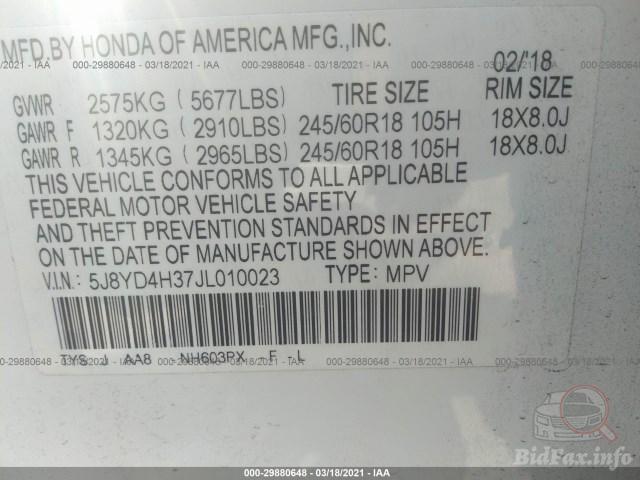 MFD.BY HONDA OF AMERICA MFG.,INC.
02/'18
GVWR 2575KG ( 5677LBS) TIRE SIZE RIM SIZE
GAWR F 1320KG ( 2910LBS) 245/60R18 105H 18X8.0J
GAWR R 1345KG ( 2965LBS) 245/60R18 105H 18X8.0J
THIS VEHICLE CONFORMS TO ALL APPLICABLE
FEDERAL MOTOR VEHICLE SAFETY
AND THEFT PREVENTION STANDARDS IN EFFECT
ON THE DATE OF MANUFACTURE SHOWN ABOVE.
V.I.N.: 5J8YD4H37JL010023 TYPE: MPV
TYS J AA8 -NH603PX F -L
000-29880648 - 03/18/2021 - IAA
BidFax.info